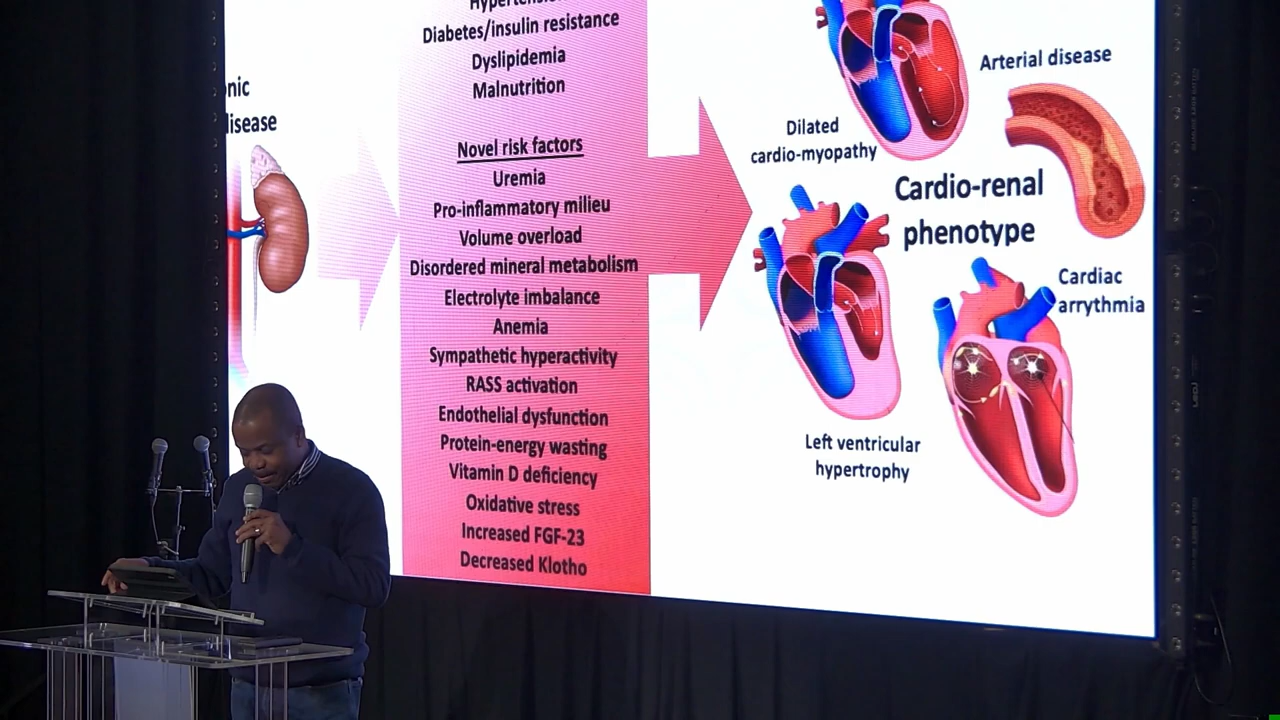 Diabetes/insulin resistance
Dyslipidemia
Malnutrition
Novel risk factors
Uremia
Pro-inflammatory milieu
Volume overload
Disordered mineral metabolism
Electrolyte imbalance
Anemia
Sympathetic hyperactivity
RASS activation
Endothelial dysfunction
Protein-energy wasting
Vitamin D deficiency
Oxidative stress
Increased FGF-23
Decreased Klotho
disease
Arterial disease
Dilated
cardio-myopathy
Cardio-renal
phenotype
Cardiac
arrythmia
Left ventricular
hypertrophy